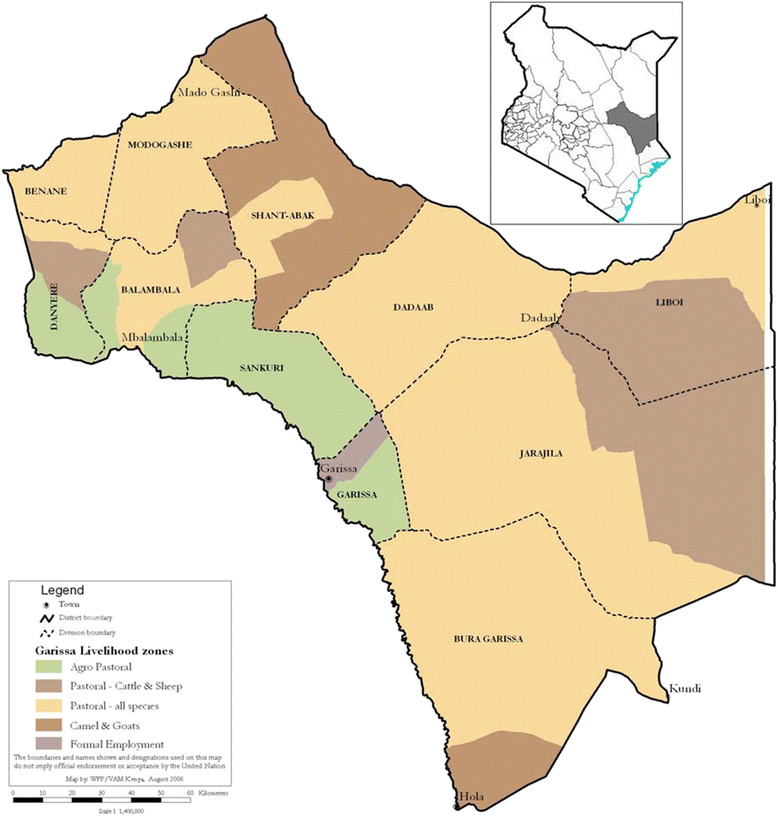 Mado Gashi
MODOGASHE
BENANE
SHANT-ABAK
Liboi
DANYERE
BALAMBALA
DADAAB
LIBOI
Dadaab
Mbalambala
SANKURI
JARAJILA
Garissa
GARISSA
BURA GARISSA
Kundi
Hola
Legend
Town
District boundary
Division boundary
Garissa Livelihood zones
Agro Pastoral
Pastoral - Cattle & Sheep
Pastoral - all species
Camel & Goats
Formal Employment
The boundaries and names shown and designations used on this map
do not imply official endorsement or acceptance by the United Nation
Map by: WFP/VAM Kenya, August 2006
0 10 20 30 40 50 60 Kilometers
Scale 1: 1,400,000